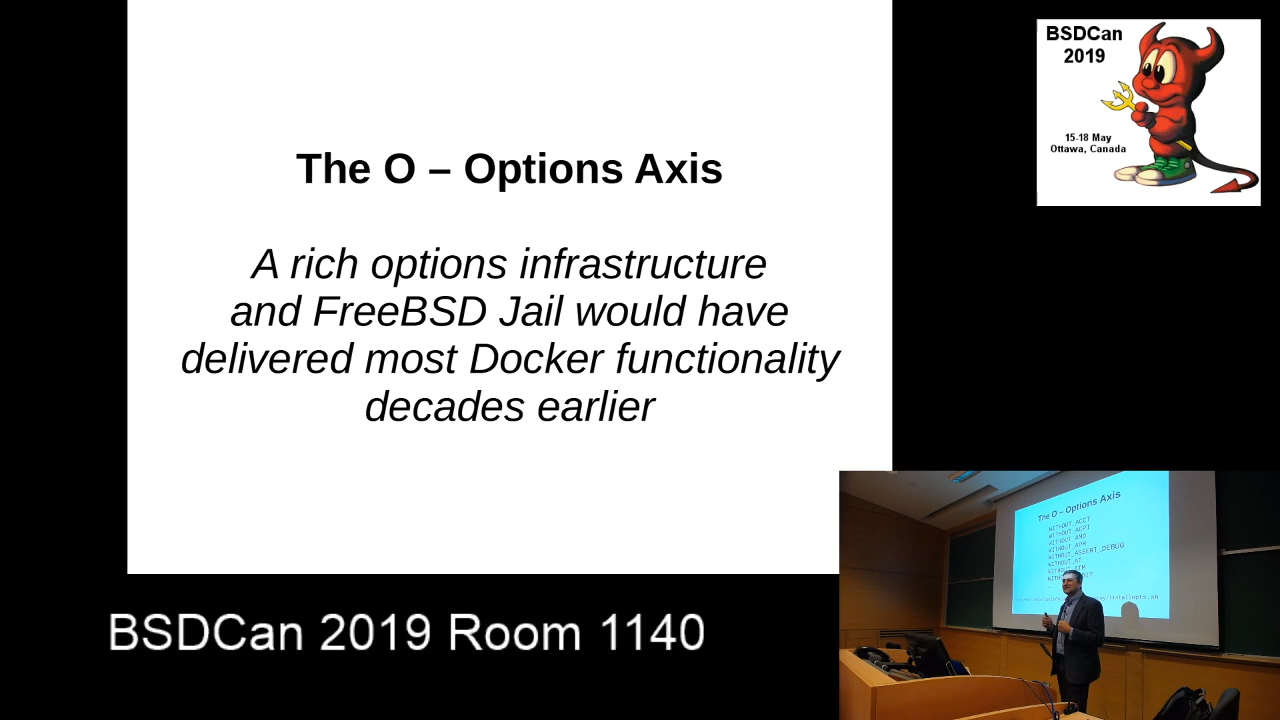 The O – Options Axis
A rich options infrastructure
and FreeBSD Jail would have
delivered most Docker functionality
decades earlier
BSDCan
2019
15-18 May
Ottawa, Canada
The O – Options Axis
WITHOUT_ACCT
WITHOUT_ACPI
WITHOUT_AMD
WITHOUT_APM
WITHOUT_ASSERT_DEBUG
WITHOUT_AT
BSDCan 2019 Room 1140